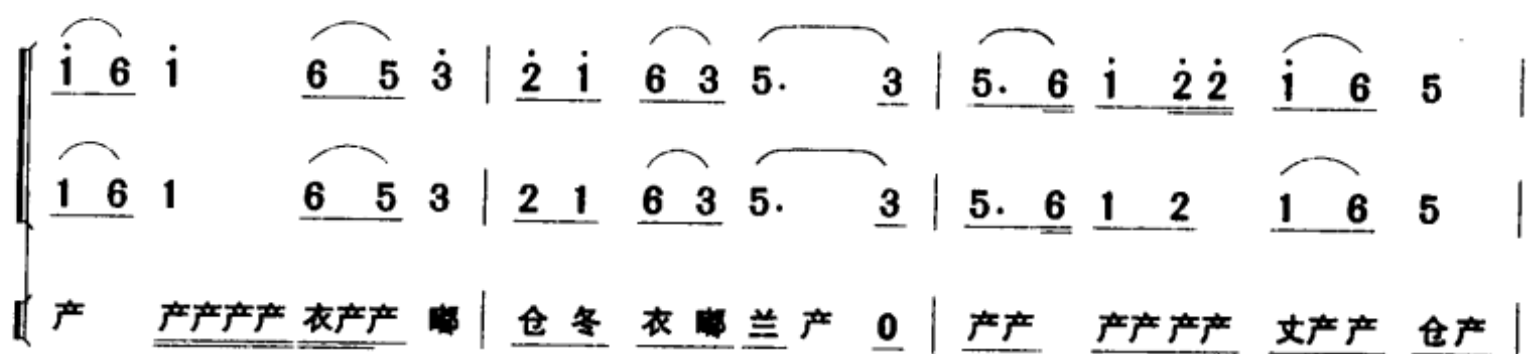 i 6 i 6 5 3̇ | 2̇ i 6 3 5. 3 | 5. 6 i 2̇ 2̇ i 6 5 |
1 6 1 6 5 3 | 2 1 6 3 5. 3 | 5. 6 1 2 1 6 5 |
产 产产产产 衣产产 嘟 | 仓 冬 衣 嘟 兰 产 0 | 产产 产产产产 丈产产 仓产 |